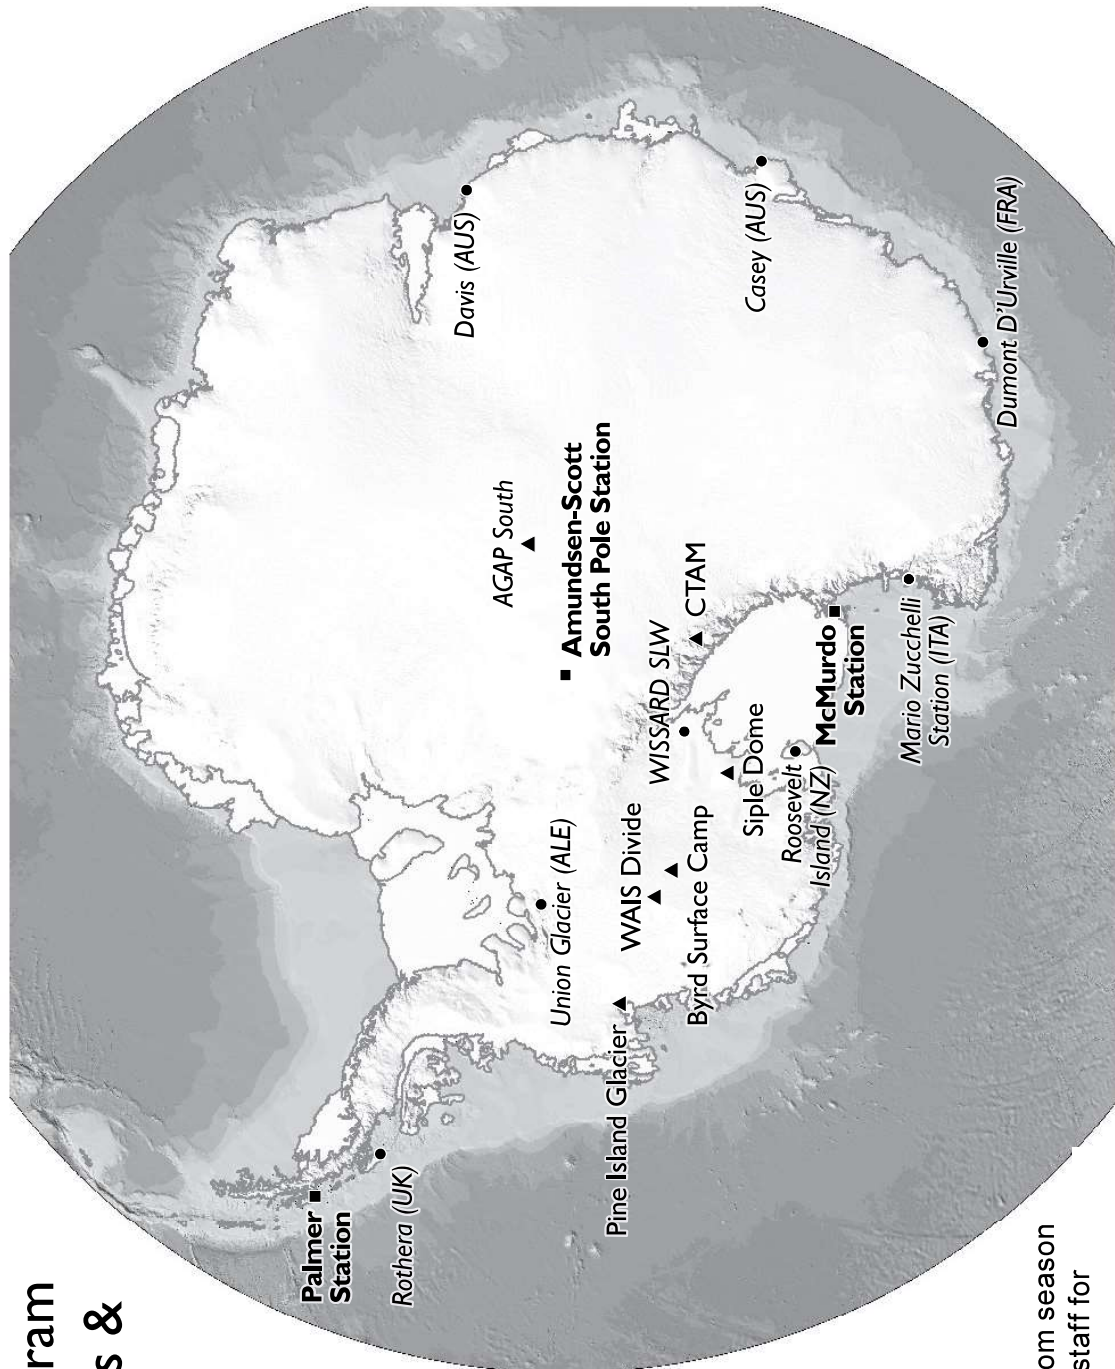 ram
s &
Palmer
Station
Rothera (UK)
Davis (AUS)
AGAP South
Union Glacier (ALE)
Amundsen-Scott
South Pole Station
Pine Island Glacier
WAIS Divide
WISSARD SLW
Byrd Surface Camp
CTAM
Siple Dome
Casey (AUS)
Roosevelt
Island (NZ)
McMurdo
Station
Mario Zucchelli
Station (ITA)
Dumont D'Urville (FRA)
om season
staff for